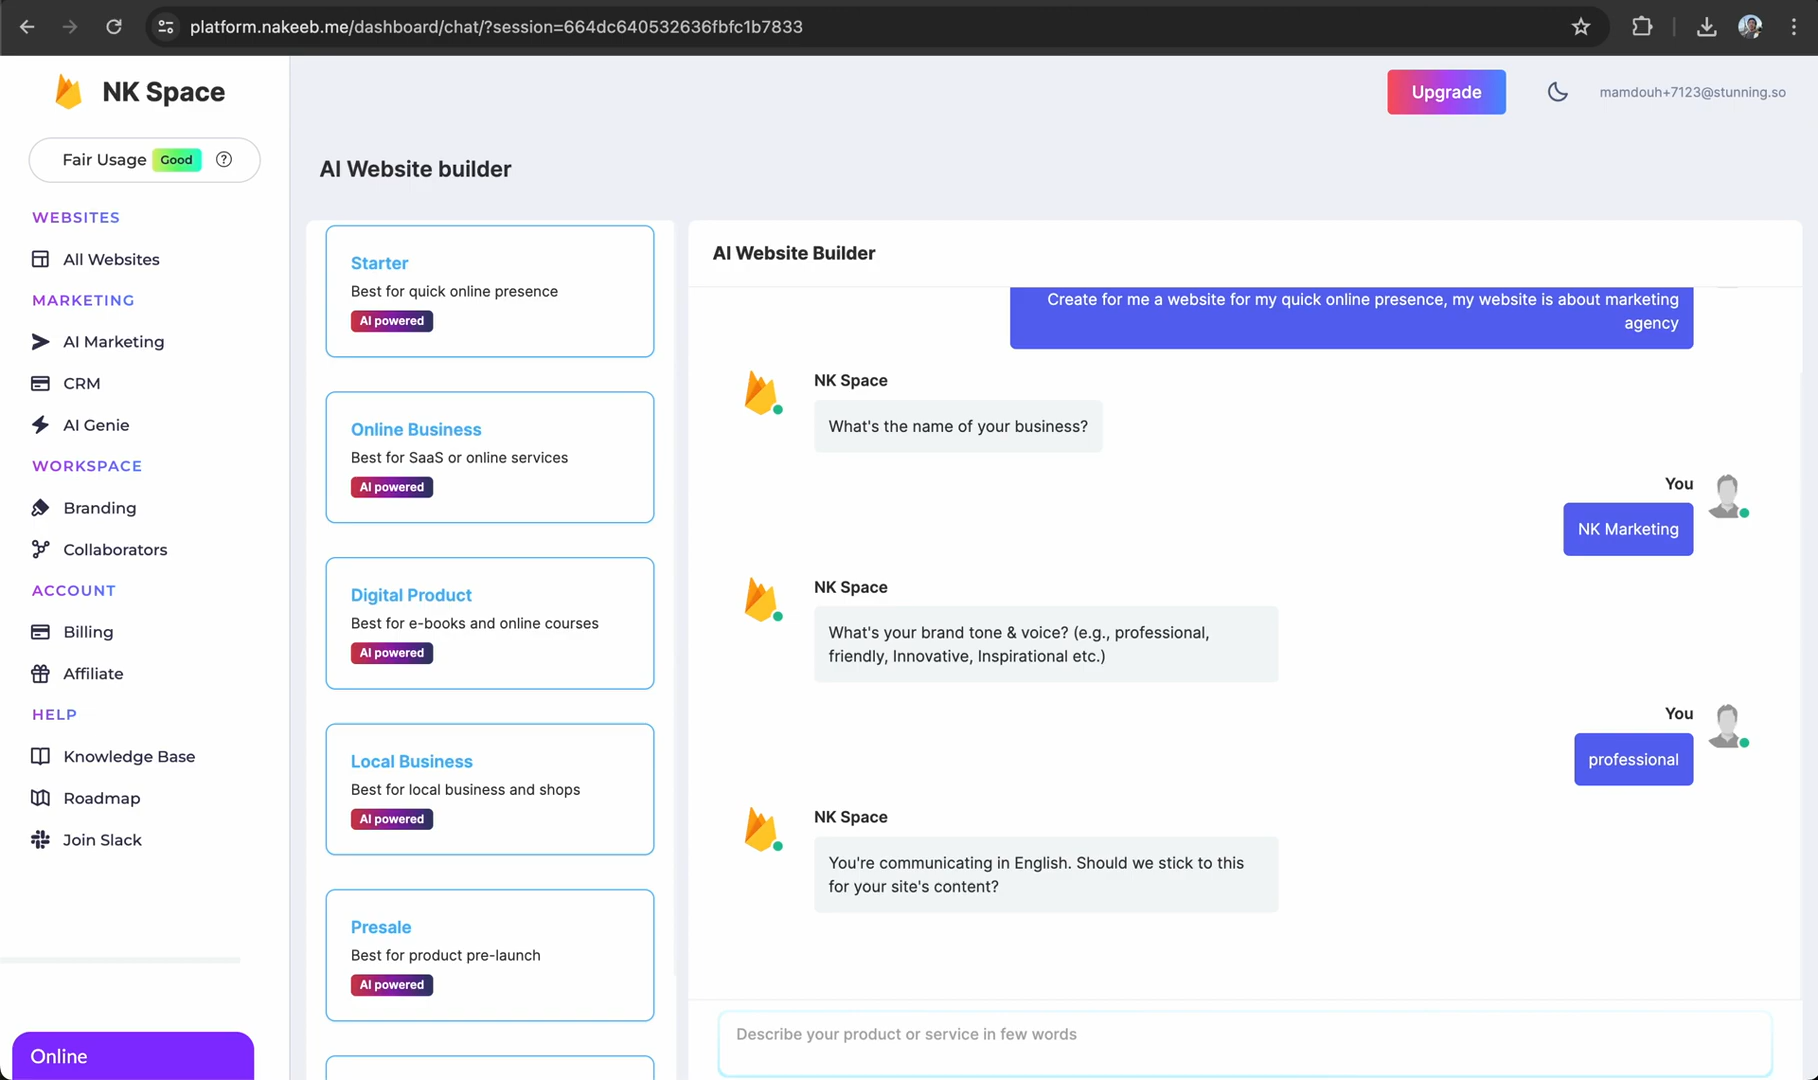 platform.nakeeb.me/dashboard/chat/?session=664dc640532636fbfc1b7833
NK Space
Upgrade
mamdouh+7123@stunning.so
Fair Usage Good ?
WEBSITES
All Websites
MARKETING
AI Marketing
CRM
AI Genie
WORKSPACE
Branding
Collaborators
ACCOUNT
Billing
Affiliate
HELP
Knowledge Base
Roadmap
Join Slack
Online
AI Website builder
Starter
Best for quick online presence
AI powered
Online Business
Best for SaaS or online services
AI powered
Digital Product
Best for e-books and online courses
AI powered
Local Business
Best for local business and shops
AI powered
Presale
Best for product pre-launch
AI powered
AI Website Builder
Create for me a website for my quick online presence, my website is about marketing
agency
NK Space
What's the name of your business?
You
NK Marketing
NK Space
What's your brand tone & voice? (e.g., professional,
friendly, Innovative, Inspirational etc.)
You
professional
NK Space
You're communicating in English. Should we stick to this
for your site's content?
Describe your product or service in few words